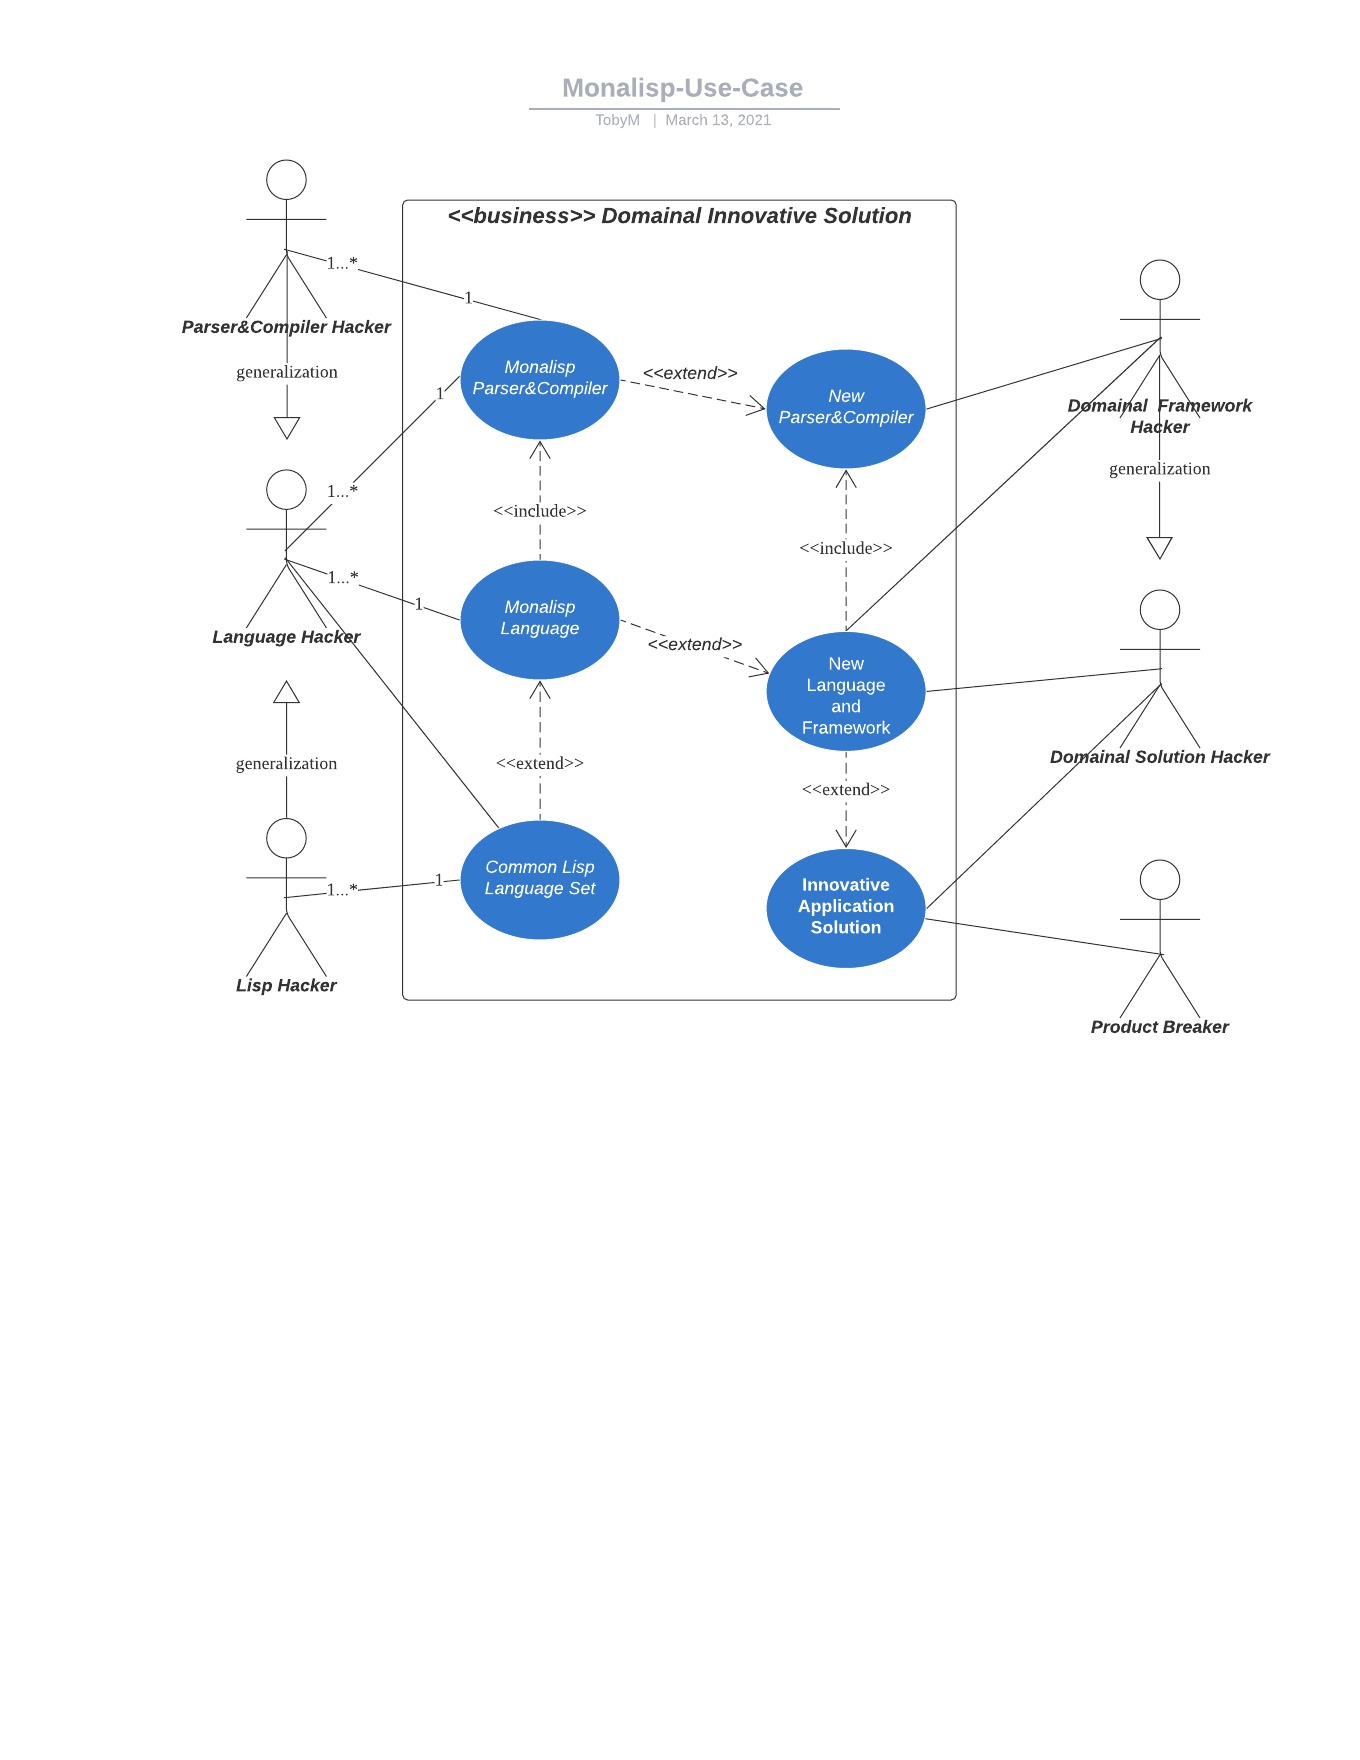 Monalisp-Use-Case
TobyM | March 13, 2021
<<business>> Domainal Innovative Solution
1...*
1
Parser&Compiler Hacker
generalization
Monalisp
Parser&Compiler
<<extend>>
New
Parser&Compiler
Domainal  Framework
Hacker
generalization
1
1...*
<<include>>
<<include>>
1...*
1
Language Hacker
Monalisp
Language
<<extend>>
New
Language
and
Framework
Domainal Solution Hacker
generalization
<<extend>>
<<extend>>
Common Lisp
Language Set
1...*
1
Innovative
Application
Solution
Lisp Hacker
Product Breaker